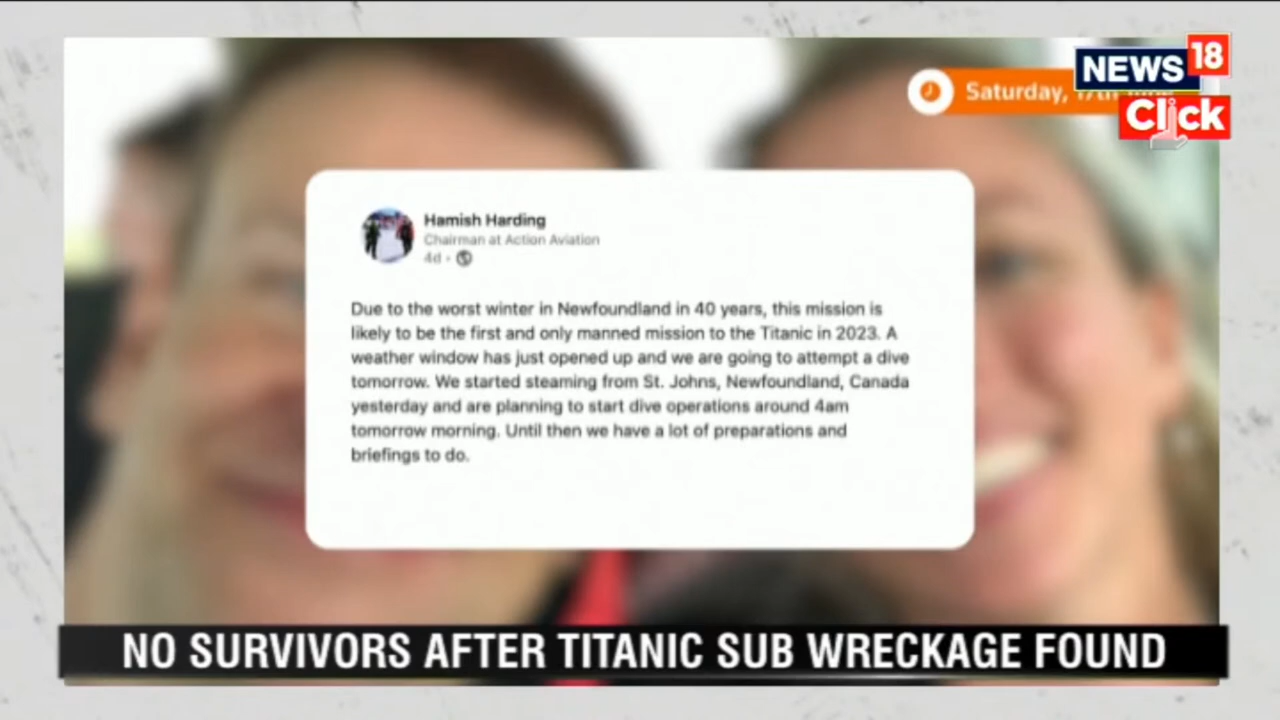 NEWS 18
Click
Saturday, 17th
Hamish Harding
Chairman at Action Aviation
4d •
Due to the worst winter in Newfoundland in 40 years, this mission is
likely to be the first and only manned mission to the Titanic in 2023. A
weather window has just opened up and we are going to attempt a dive
tomorrow. We started steaming from St. Johns, Newfoundland, Canada
yesterday and are planning to start dive operations around 4am
tomorrow morning. Until then we have a lot of preparations and
briefings to do.
NO SURVIVORS AFTER TITANIC SUB WRECKAGE FOUND